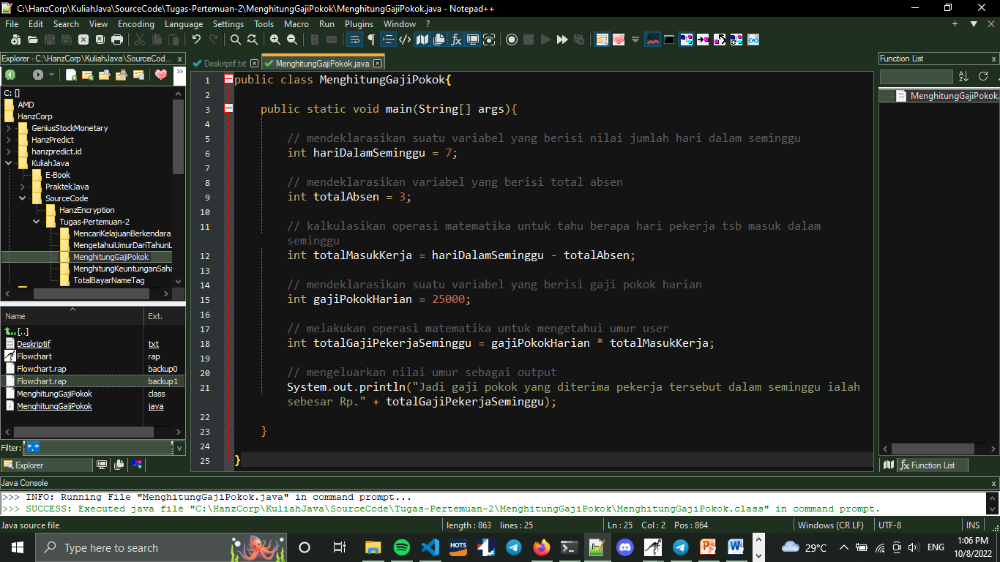 C:\HanzCorp\KuliahJava\SourceCode\Tugas-Pertemuan-2\MenghitungGajiPokok\MenghitungGajiPokok.java - Notepad++
File Edit Search View Encoding Language Settings Tools Macro Run Plugins Window ?
Explorer - C:\HanzCorp\KuliahJava\SourceCod...
Deskriptif.txt MenghitungGajiPokok.java
C: []
AMD
HanzCorp
GeniusStockMonetary
HanzPredict
hanzpredict.id
KuliahJava
E-Book
PraktekJava
SourceCode
HanzEncryption
Tugas-Pertemuan-2
MencariKelajuanBerkendara
MengetahuiUmurDariTahunL
MenghitungGajiPokok
MenghitungKeuntunganSaha
TotalBayarNameTag
Name Ext.
[..]
Deskriptif txt
Flowchart rap
Flowchart.rap backup0
Flowchart.rap backup1
MenghitungGajiPokok class
MenghitungGajiPokok java
Filter: *.*
Explorer
1 public class MenghitungGajiPokok{
2
3 public static void main(String[] args){
4
5 // mendeklarasikan suatu variabel yang berisi nilai jumlah hari dalam seminggu
6 int hariDalamSeminggu = 7;
7
8 // mendeklarasikan variabel yang berisi total absen
9 int totalAbsen = 3;
10
11 // kalkulasikan operasi matematika untuk tahu berapa hari pekerja tsb masuk dalam
seminggu
12 int totalMasukKerja = hariDalamSeminggu - totalAbsen;
13
14 // mendeklarasikan suatu variabel yang berisi gaji pokok harian
15 int gajiPokokHarian = 25000;
16
17 // melakukan operasi matematika untuk mengetahui umur user
18 int totalGajiPekerjaSeminggu = gajiPokokHarian * totalMasukKerja;
19
20 // mengeluarkan nilai umur sebagai output
21 System.out.println("Jadi gaji pokok yang diterima pekerja tersebut dalam seminggu ialah
sebesar Rp." + totalGajiPekerjaSeminggu);
22
23 }
24
25 }
Function List
MenghitungGajiPokok.
Function List
Java Console
>>> INFO: Running File "MenghitungGajiPokok.java" in command prompt...
>>> SUCCESS: Executed java file "C:\HanzCorp\KuliahJava\SourceCode\Tugas-Pertemuan-2\MenghitungGajiPokok\MenghitungGajiPokok.class" in command prompt.
Java source file length : 863 lines : 25 Ln : 25 Col : 2 Pos : 864 Windows (CR LF) UTF-8 INS
Type here to search
HOTS
29°C
ENG
1:06 PM
10/8/2022